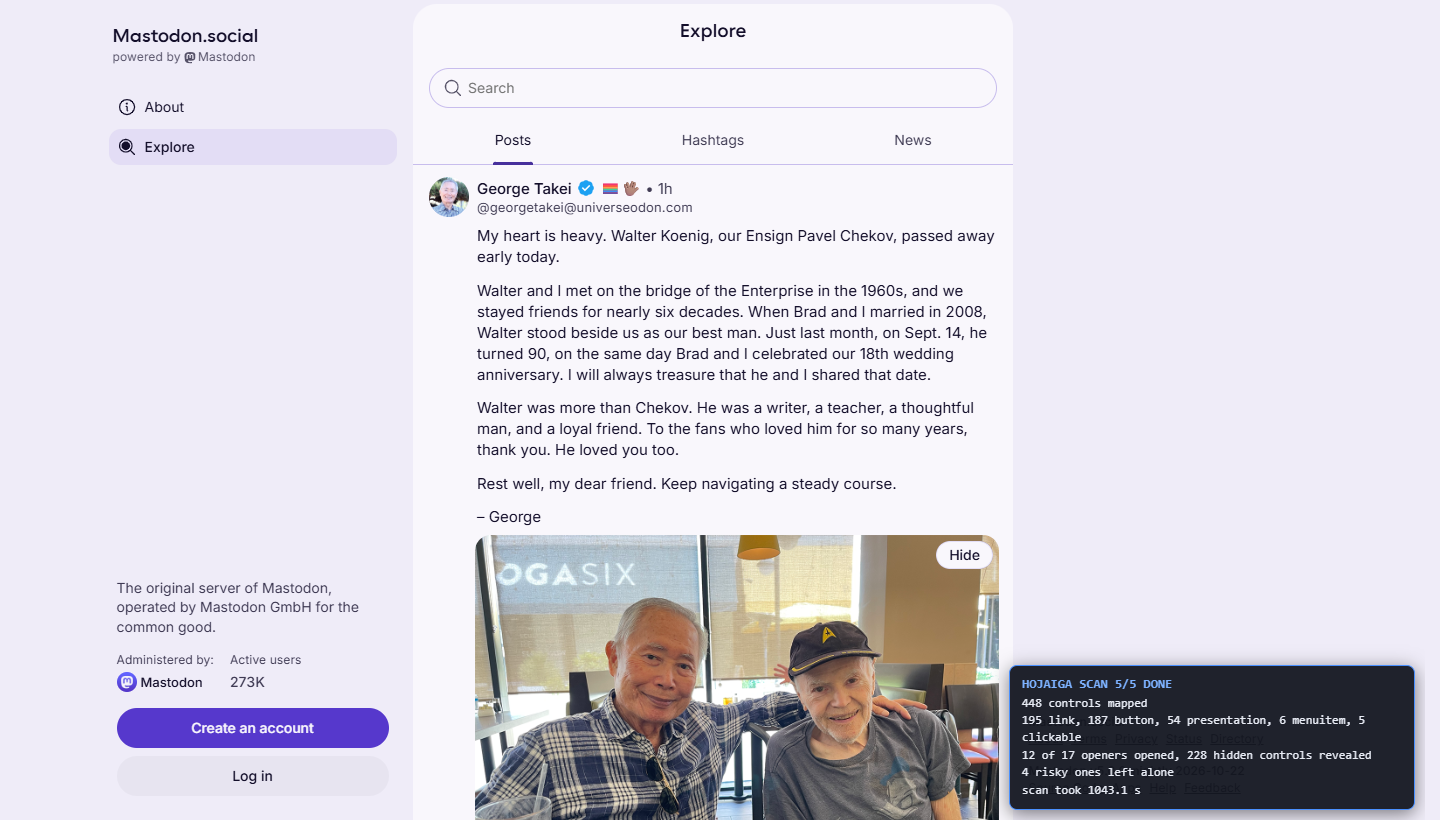 Mastodon.social
powered by Mastodon
About
Explore
The original server of Mastodon,
operated by Mastodon GmbH for the
common good.
Administered by: Active users
Mastodon 273K
Create an account
Log in
Explore
Search
Posts Hashtags News
George Takei • 1h
@georgetakei@universeodon.com
My heart is heavy. Walter Koenig, our Ensign Pavel Chekov, passed away
early today.
Walter and I met on the bridge of the Enterprise in the 1960s, and we
stayed friends for nearly six decades. When Brad and I married in 2008,
Walter stood beside us as our best man. Just last month, on Sept. 14, he
turned 90, on the same day Brad and I celebrated our 18th wedding
anniversary. I will always treasure that he and I shared that date.
Walter was more than Chekov. He was a writer, a teacher, a thoughtful
man, and a loyal friend. To the fans who loved him for so many years,
thank you. He loved you too.
Rest well, my dear friend. Keep navigating a steady course.
– George
Hide
OGASIX
HOJAIGA SCAN 5/5 DONE
448 controls mapped
195 link, 187 button, 54 presentation, 6 menuitem, 5
clickable
Privacy Status Directory
12 of 17 openers opened, 228 hidden controls revealed
4 risky ones left alone
scan took 1043.1 s
Help Feedback